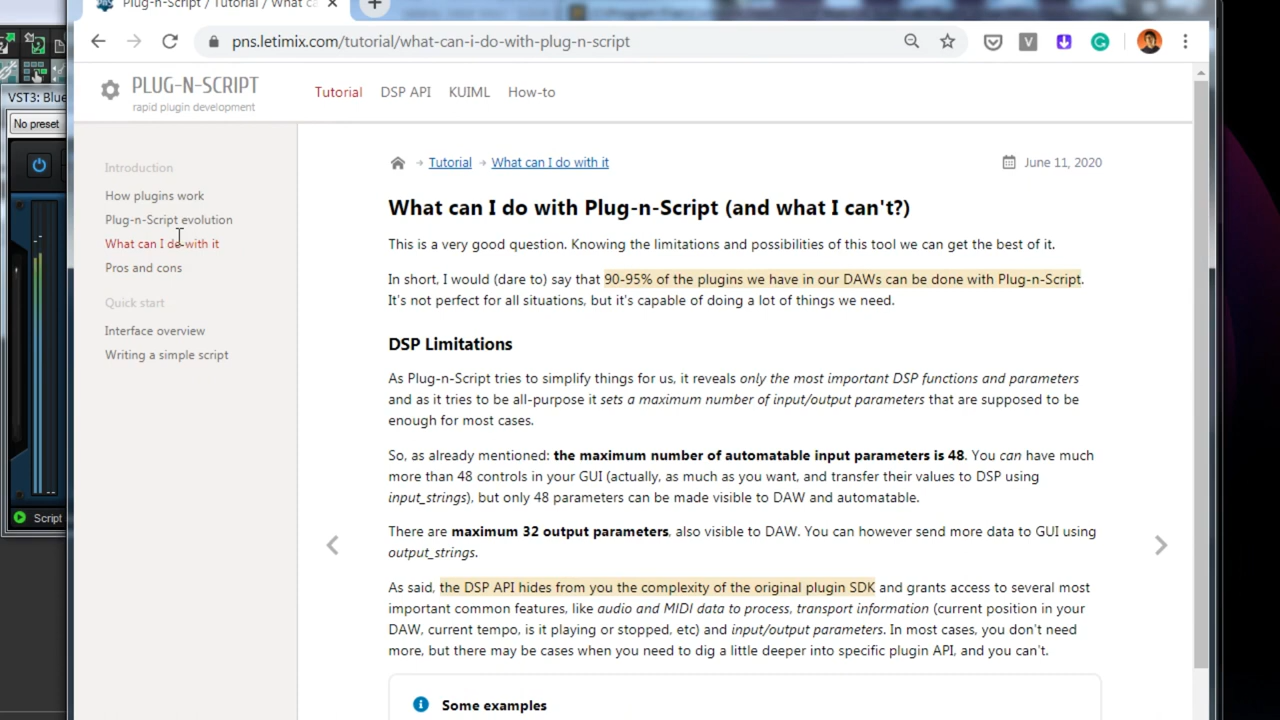 Plug-n-Script / Tutorial / What ca
pns.letimix.com/tutorial/what-can-i-do-with-plug-n-script
V
PLUG-N-SCRIPT
rapid plugin development
Tutorial DSP API KUIML How-to
VST3: Blue
No preset
Script
Introduction
How plugins work
Plug-n-Script evolution
What can I do with it
Pros and cons
Quick start
Interface overview
Writing a simple script
Tutorial → What can I do with it
June 11, 2020
What can I do with Plug-n-Script (and what I can't?)
This is a very good question. Knowing the limitations and possibilities of this tool we can get the best of it.
In short, I would (dare to) say that 90-95% of the plugins we have in our DAWs can be done with Plug-n-Script.
It's not perfect for all situations, but it's capable of doing a lot of things we need.
DSP Limitations
As Plug-n-Script tries to simplify things for us, it reveals only the most important DSP functions and parameters
and as it tries to be all-purpose it sets a maximum number of input/output parameters that are supposed to be
enough for most cases.
So, as already mentioned: the maximum number of automatable input parameters is 48. You can have much
more than 48 controls in your GUI (actually, as much as you want, and transfer their values to DSP using
input_strings), but only 48 parameters can be made visible to DAW and automatable.
There are maximum 32 output parameters, also visible to DAW. You can however send more data to GUI using
output_strings.
As said, the DSP API hides from you the complexity of the original plugin SDK and grants access to several most
important common features, like audio and MIDI data to process, transport information (current position in your
DAW, current tempo, is it playing or stopped, etc) and input/output parameters. In most cases, you don't need
more, but there may be cases when you need to dig a little deeper into specific plugin API, and you can't.
Some examples